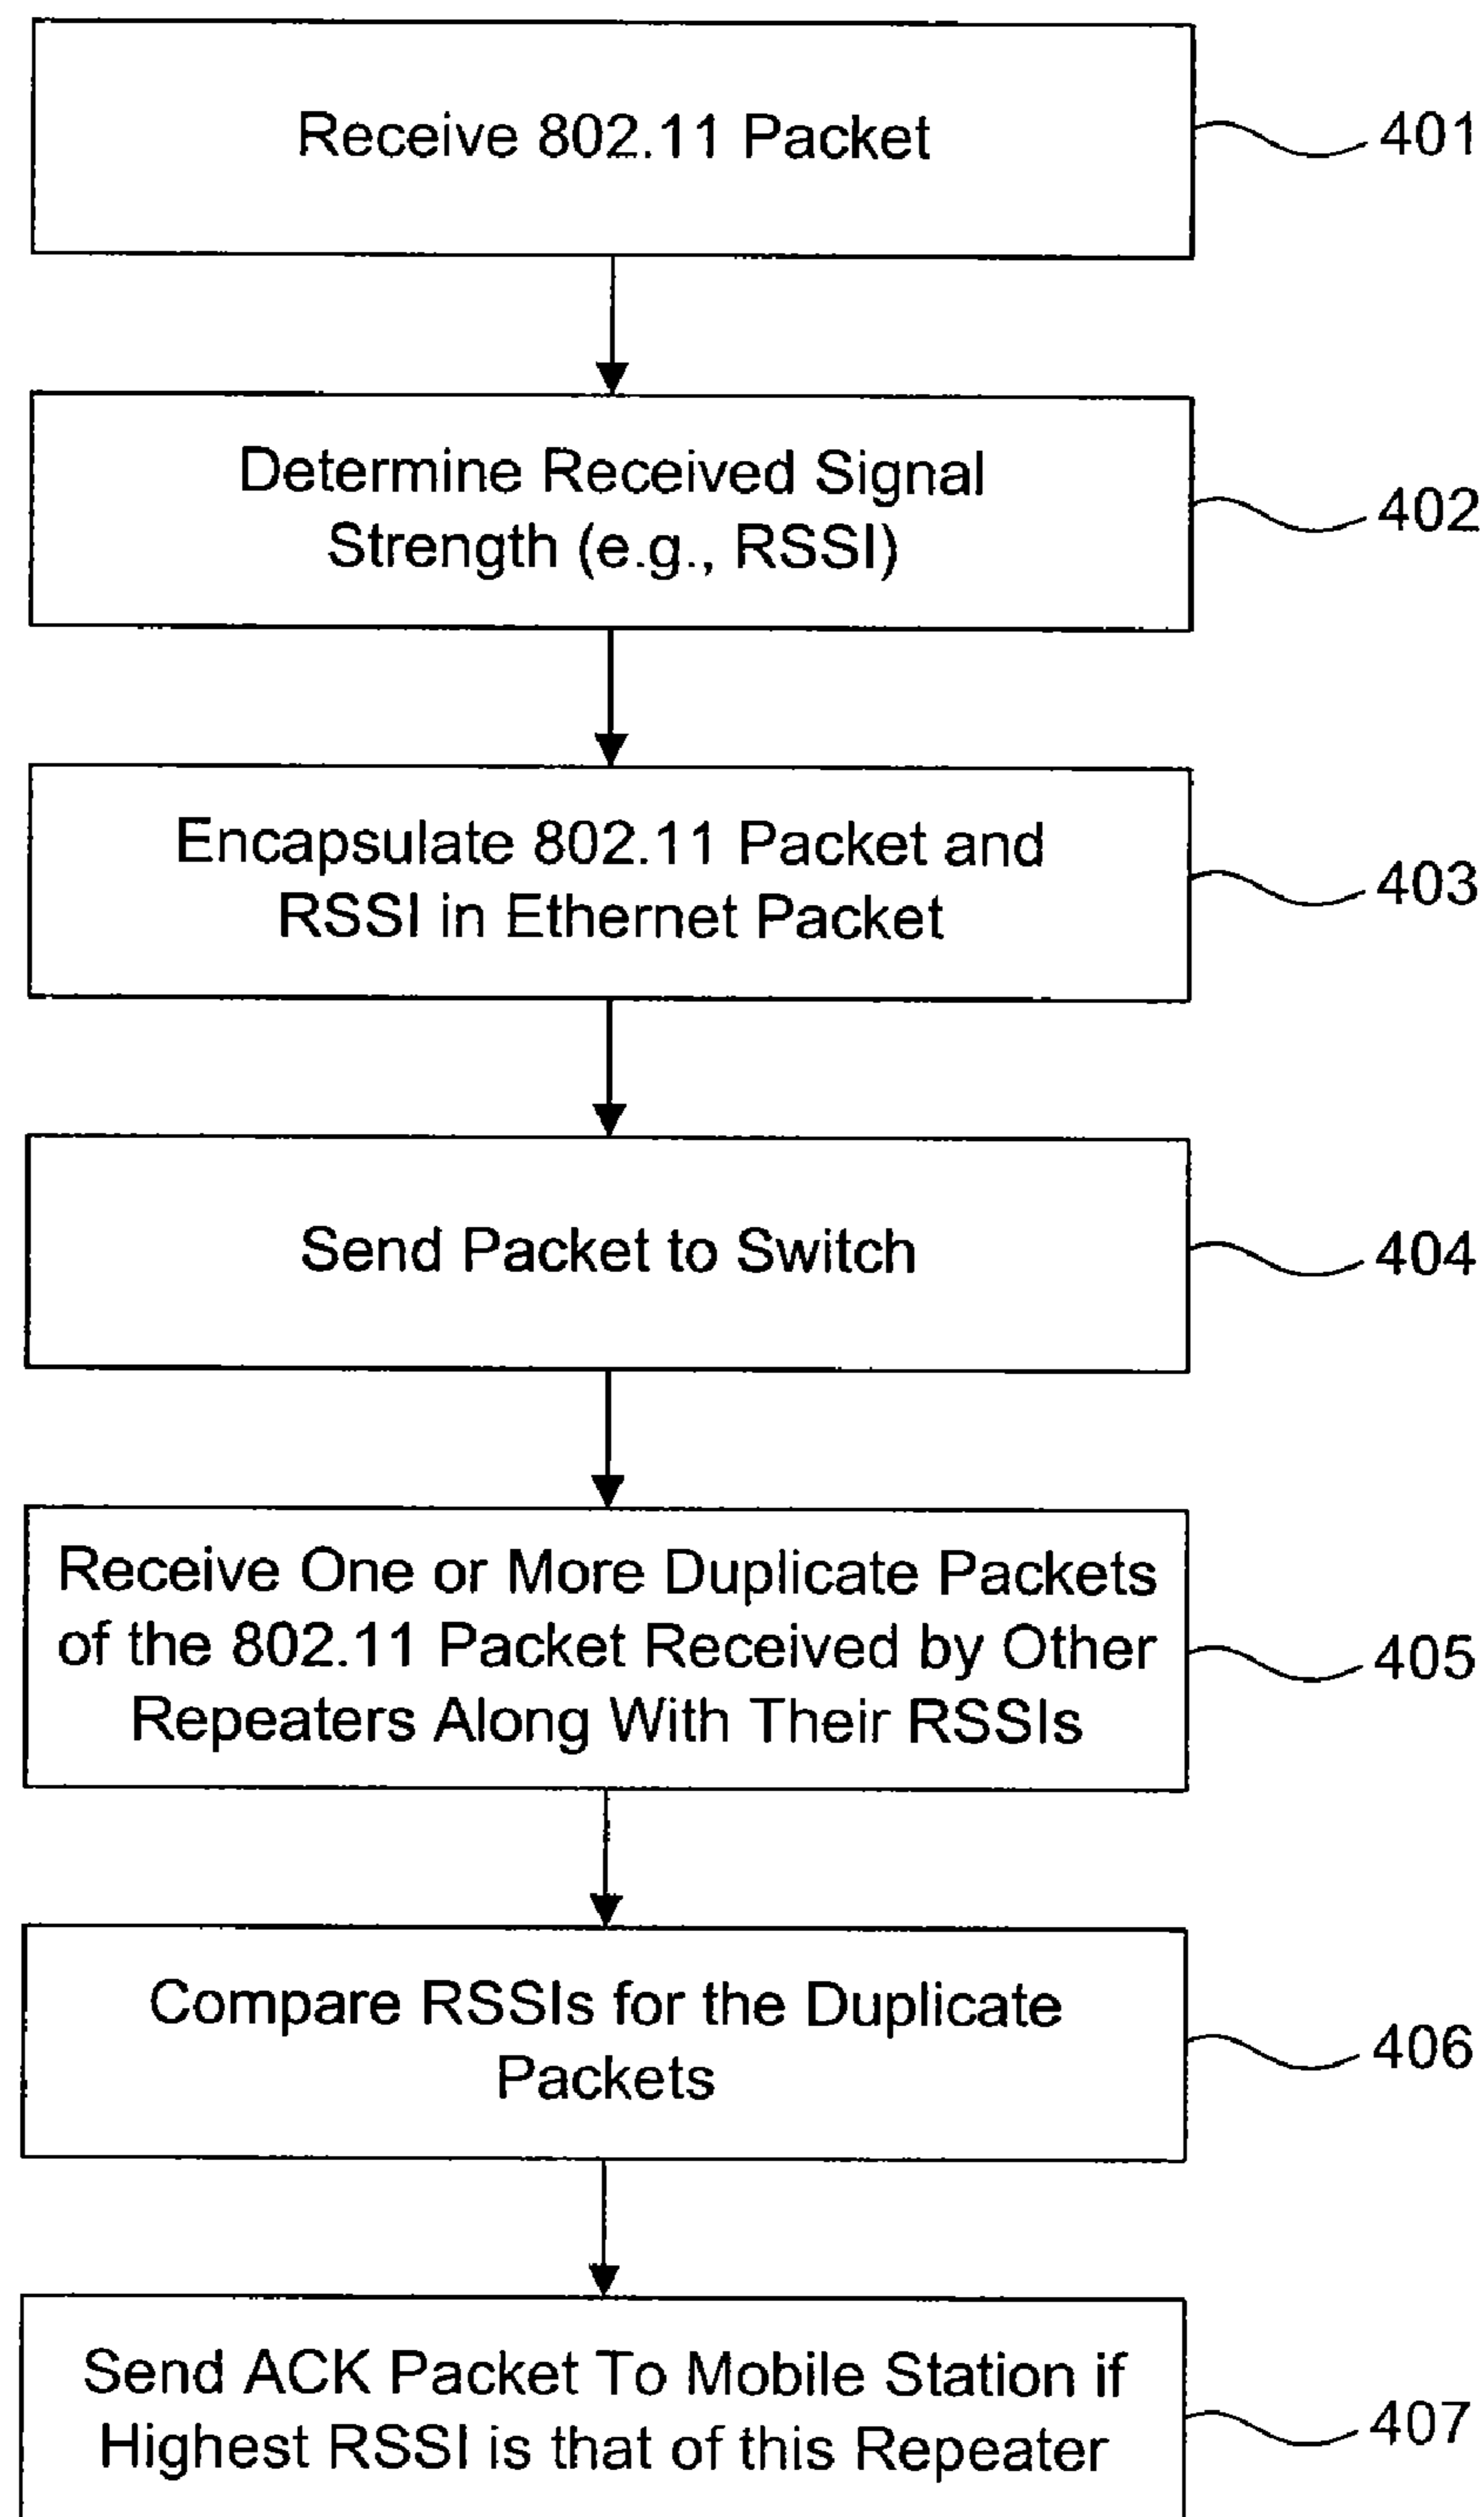 Receive 802.11 Packet
401
Determine Received Signal
Strength (e.g., RSSI)
402
Encapsulate 802.11 Packet and
RSSI in Ethernet Packet
403
Send Packet to Switch
404
Receive One or More Duplicate Packets
of the 802.11 Packet Received by Other
Repeaters Along With Their RSSIs
405
Compare RSSIs for the Duplicate
Packets
406
Send ACK Packet To Mobile Station if
Highest RSSI is that of this Repeater
407